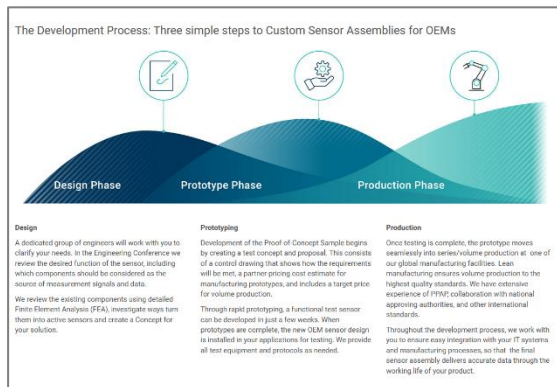 The Development Process: Three simple steps to Custom Sensor Assemblies for OEMs
Design Phase
Prototype Phase
Production Phase
Design
A dedicated group of engineers will work with you to
clarify your needs. In the Engineering Conference we
review the desired function of the sensor, including
which components should be considered as the
source of measurement signals and data.
We review the existing components using detailed
Finite Element Analysis (FEA), investigate ways turn
them into active sensors and create a Concept for
your solution.
Prototyping
Development of the Proof-of-Concept Sample begins
by creating a test concept and proposal. This consists
of a control drawing that shows how the requirements
will be met, a partner pricing cost estimate for
manufacturing prototypes, and includes a target price
for volume production.
Through rapid prototyping, a functional test sensor
can be developed in just a few weeks. When
prototypes are complete, the new OEM sensor design
is installed in your applications for testing. We provide
all test equipment and protocols as needed.
Production
Once testing is complete, the prototype moves
seamlessly into series/volume production at one of
our global manufacturing facilities. Lean
manufacturing ensures volume production to the
highest quality standards. We have extensive
experience of PPAP, collaboration with national
approving authorities, and other international
standards.
Throughout the development process, we work with
you to ensure easy integration with your IT systems
and manufacturing processes, so that the final
sensor assembly delivers accurate data through the
working life of your product.